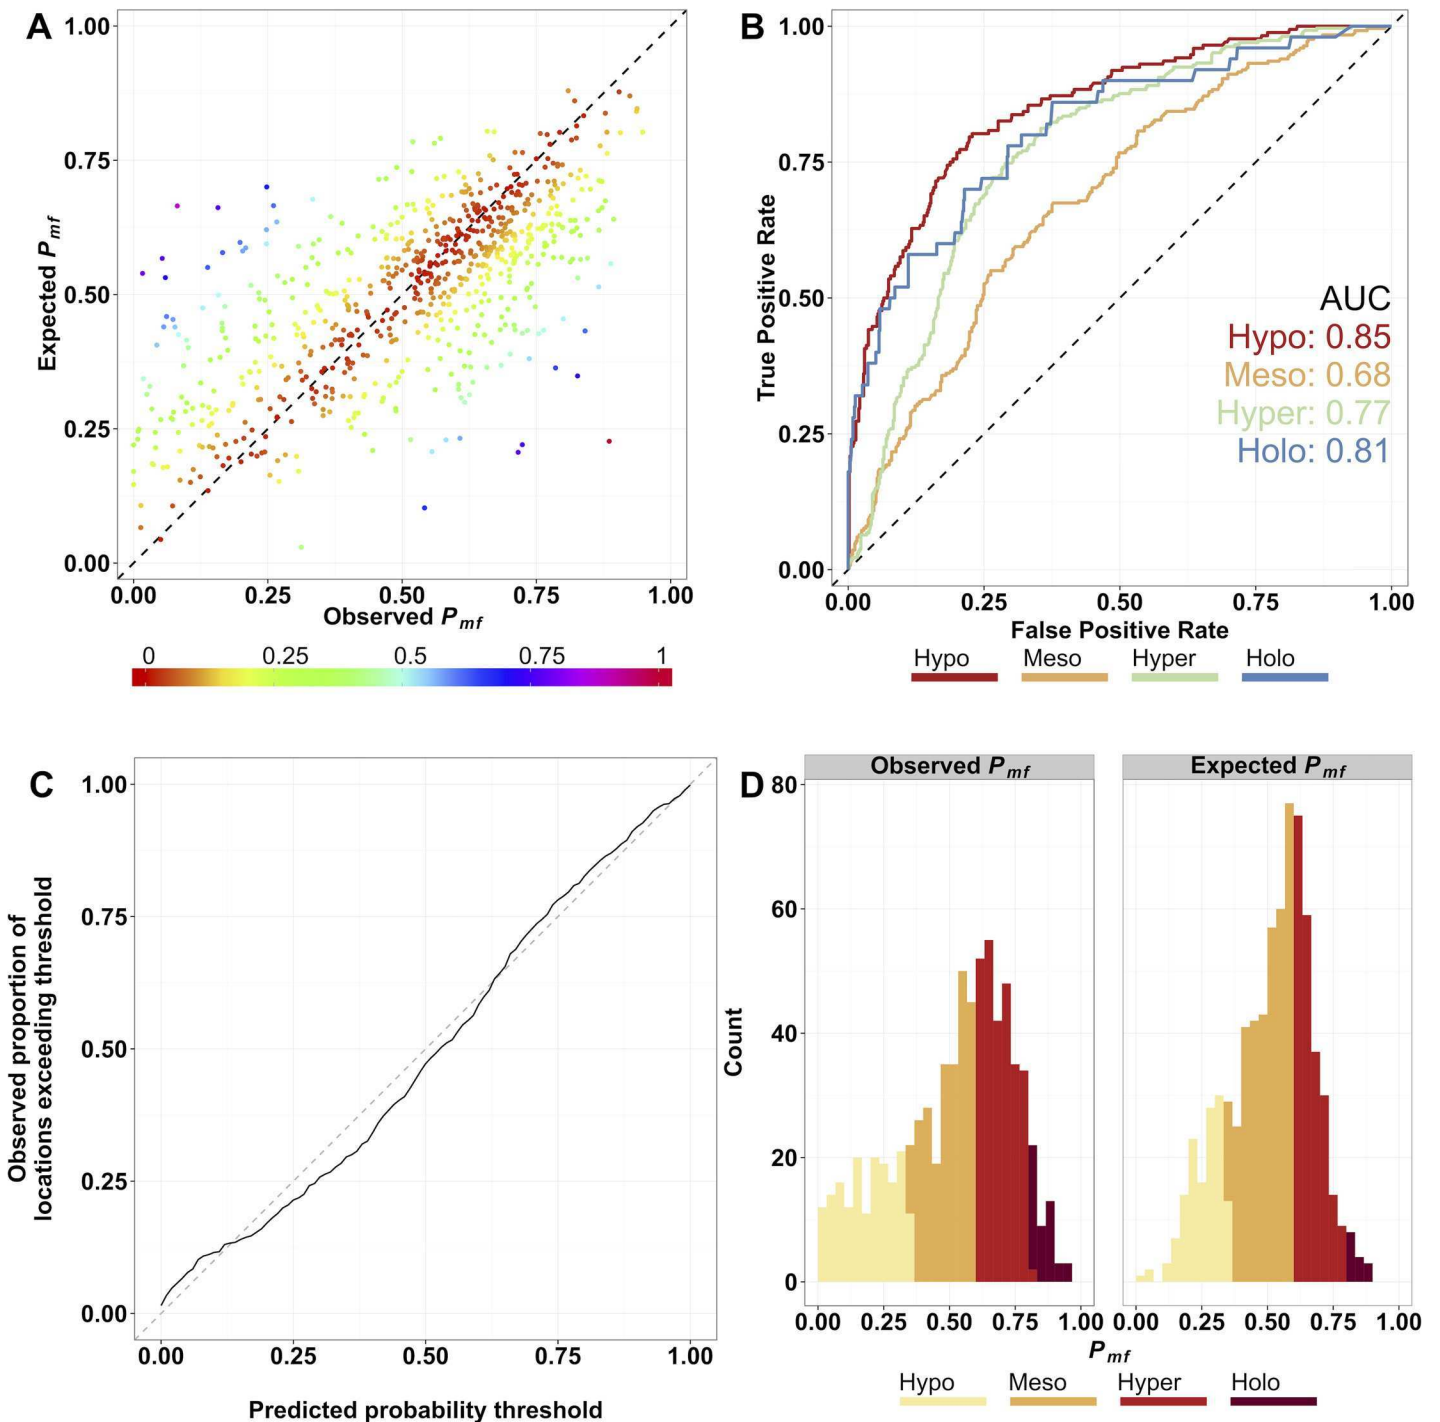 A
1.00
0.75
0.50
0.25
0.00
Expected Pmf
0.00 0.25 0.50 0.75 1.00
Observed Pmf
0 0.25 0.5 0.75 1
B
1.00
0.75
0.50
0.25
0.00
True Positive Rate
AUC
Hypo: 0.85
Meso: 0.68
Hyper: 0.77
Holo: 0.81
0.00 0.25 0.50 0.75 1.00
False Positive Rate
Hypo Meso Hyper Holo
C
1.00
0.75
0.50
0.25
0.00
Observed proportion of
locations exceeding threshold
0.00 0.25 0.50 0.75 1.00
Predicted probability threshold
D
Observed Pmf Expected Pmf
80
60
40
20
0
Count
0.00 0.25 0.50 0.75 1.00 0.00 0.25 0.50 0.75 1.00
Pmf
Hypo Meso Hyper Holo